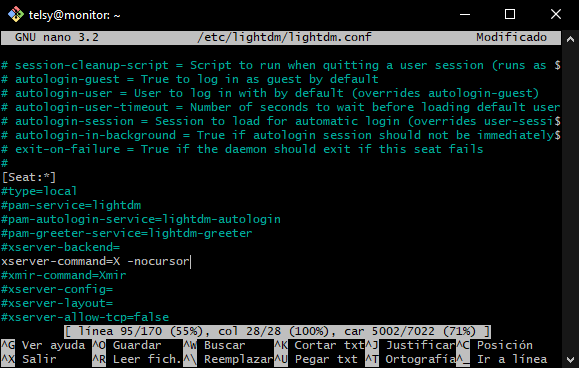 telsy@monitor: ~
GNU nano 3.2 /etc/lightdm/lightdm.conf Modificado
# session-cleanup-script = Script to run when quitting a user session (runs as $
# autologin-guest = True to log in as guest by default
# autologin-user = User to log in with by default (overrides autologin-guest)
# autologin-user-timeout = Number of seconds to wait before loading default user
# autologin-session = Session to load for automatic login (overrides user-sessi$
# autologin-in-background = True if autologin session should not be immediately$
# exit-on-failure = True if the daemon should exit if this seat fails
#
[Seat:*]
#type=local
#pam-service=lightdm
#pam-autologin-service=lightdm-autologin
#pam-greeter-service=lightdm-greeter
#xserver-backend=
xserver-command=X -nocursor
#xmir-command=Xmir
#xserver-config=
#xserver-layout=
#xserver-allow-tcp=false
[ línea 95/170 (55%), col 28/28 (100%), car 5002/7022 (71%) ]
^G Ver ayuda ^O Guardar ^W Buscar ^K Cortar txt ^J Justificar ^C Posición
^X Salir ^R Leer fich. ^\ Reemplazar ^U Pegar txt ^T Ortografía ^_ Ir a línea